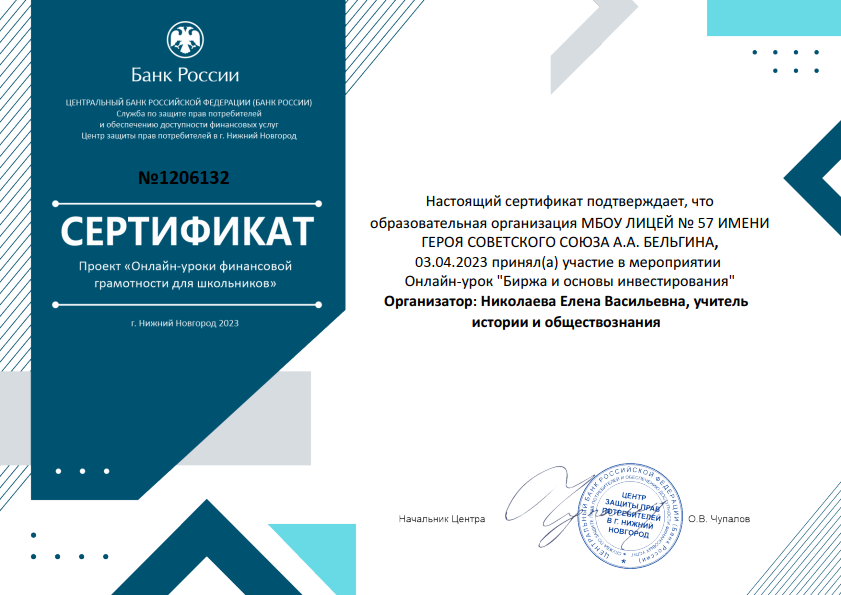 Банк России
ЦЕНТРАЛЬНЫЙ БАНК РОССИЙСКОЙ ФЕДЕРАЦИИ (БАНК РОССИИ)
Служба по защите прав потребителей
и обеспечению доступности финансовых услуг
Центр защиты прав потребителей в г. Нижний Новгород
№1206132
СЕРТИФИКАТ
Проект «Онлайн-уроки финансовой
грамотности для школьников»
г. Нижний Новгород 2023
Настоящий сертификат подтверждает, что
образовательная организация МБОУ ЛИЦЕЙ № 57 ИМЕНИ
ГЕРОЯ СОВЕТСКОГО СОЮЗА А.А. БЕЛЬГИНА,
03.04.2023 принял(а) участие в мероприятии
Онлайн-урок "Биржа и основы инвестирования"
Организатор: Николаева Елена Васильевна, учитель
истории и обществознания
Начальник Центра
О.В. Чупалов
ЦЕНТРАЛЬНЫЙ БАНК РОССИЙСКОЙ ФЕДЕРАЦИИ (Банк России)
ЦЕНТР
ЗАЩИТЫ ПРАВ
ПОТРЕБИТЕЛЕЙ
В Г. НИЖНИЙ
НОВГОРОД